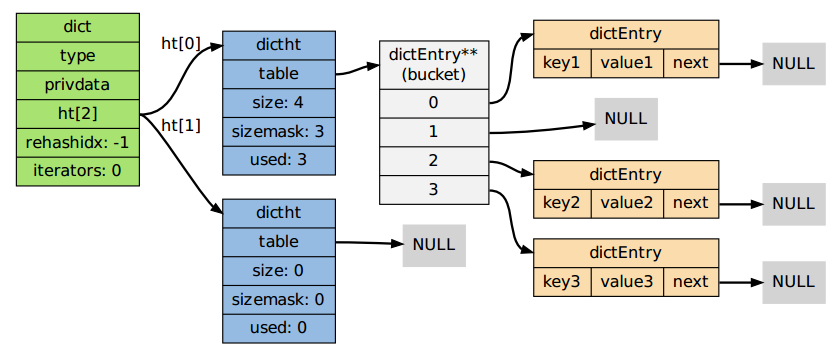 dict
type
privdata
ht[2]
rehashidx: -1
iterators: 0
ht[0]
ht[1]
dictht
table
size: 4
sizemask: 3
used: 3
dictht
table
size: 0
sizemask: 0
used: 0
dictEntry**
(bucket)
0
1
2
3
NULL
dictEntry
key1 value1 next
NULL
NULL
dictEntry
key2 value2 next
NULL
dictEntry
key3 value3 next
NULL